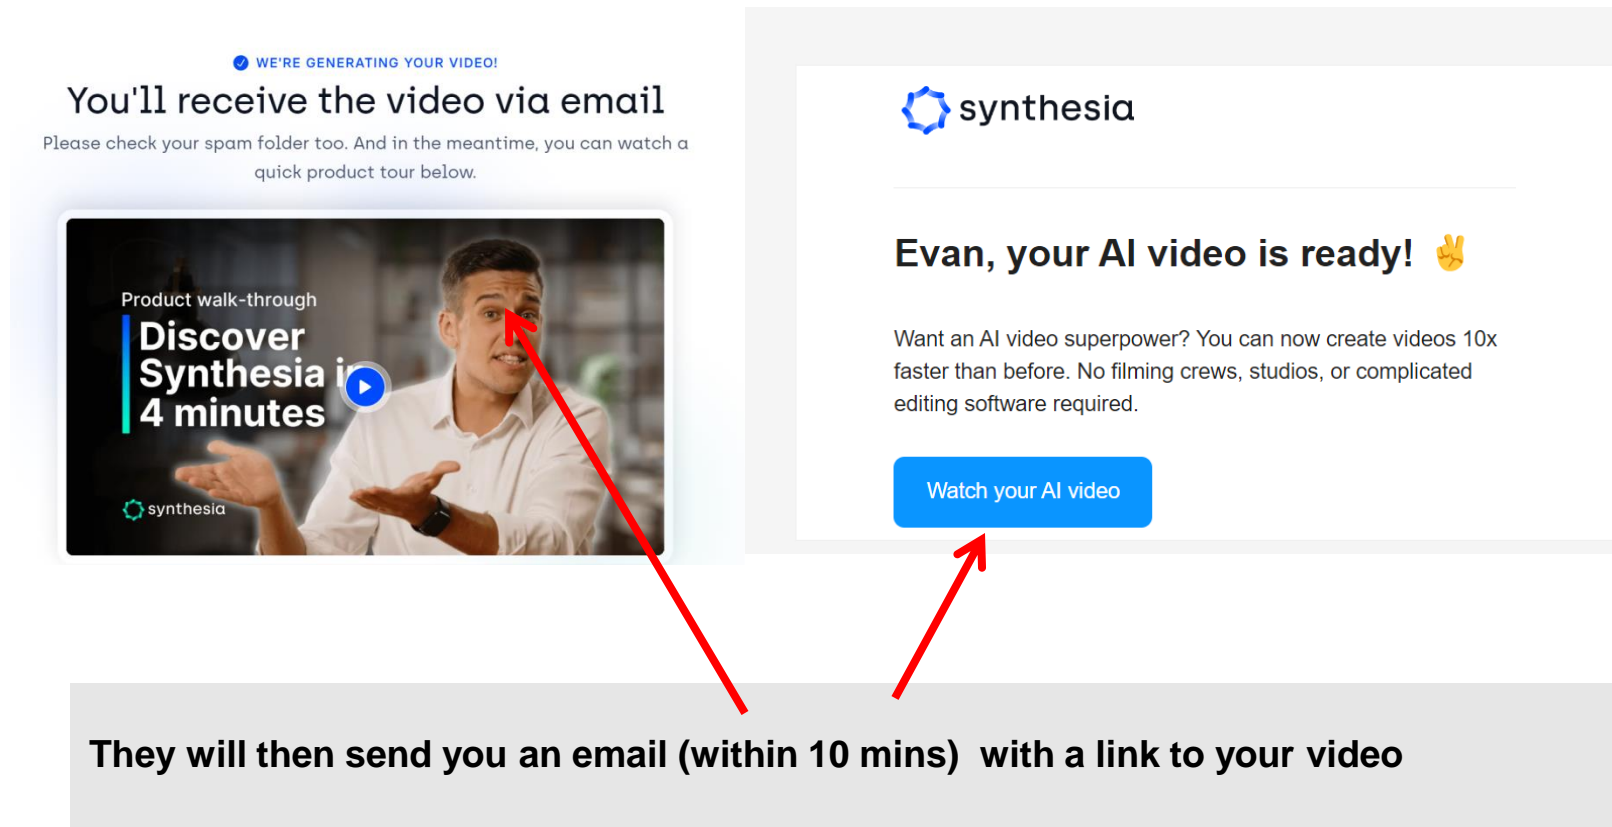 WE'RE GENERATING YOUR VIDEO!
You'll receive the video via email
Please check your spam folder too. And in the meantime, you can watch a
quick product tour below.
Product walk-through
Discover
Synthesia in
4 minutes
synthesia
synthesia
Evan, your AI video is ready! ✌️
Want an AI video superpower? You can now create videos 10x
faster than before. No filming crews, studios, or complicated
editing software required.
Watch your AI video
They will then send you an email (within 10 mins)  with a link to your video